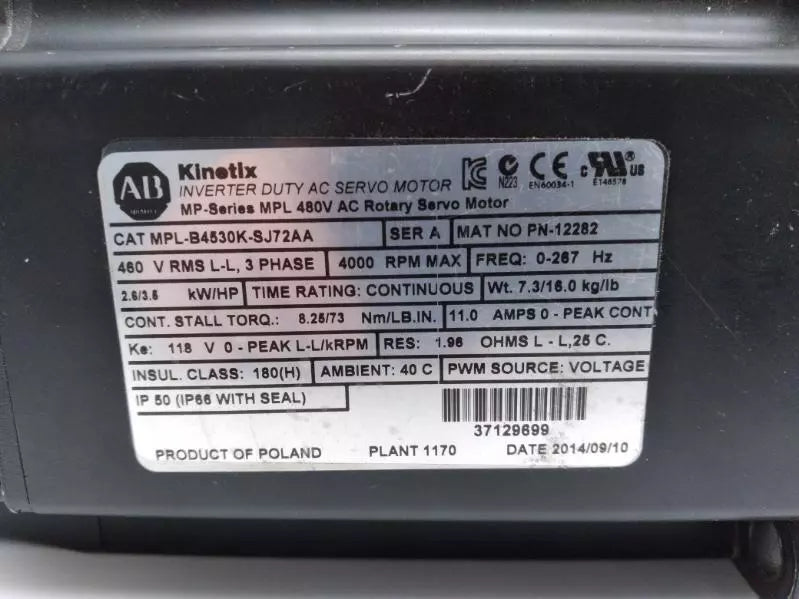 AB
Kinetix
INVERTER DUTY AC SERVO MOTOR
N223
EN60034-1
c UL US
E146578
MP-Series MPL 480V AC Rotary Servo Motor
CAT MPL-B4530K-SJ72AA SER A MAT NO PN-12282
460 V RMS L-L, 3 PHASE 4000 RPM MAX FREQ: 0-267 Hz
2.6/3.5 kW/HP TIME RATING: CONTINUOUS Wt. 7.3/16.0 kg/lb
CONT. STALL TORQ.: 8.25/73 Nm/LB.IN. 11.0 AMPS 0 - PEAK CONT
Ke: 118 V 0 - PEAK L-L/kRPM RES: 1.96 OHMS L - L,25 C.
INSUL. CLASS: 180(H) AMBIENT: 40 C PWM SOURCE: VOLTAGE
IP 50 (IP66 WITH SEAL)
37129699
PRODUCT OF POLAND PLANT 1170 DATE 2014/09/10